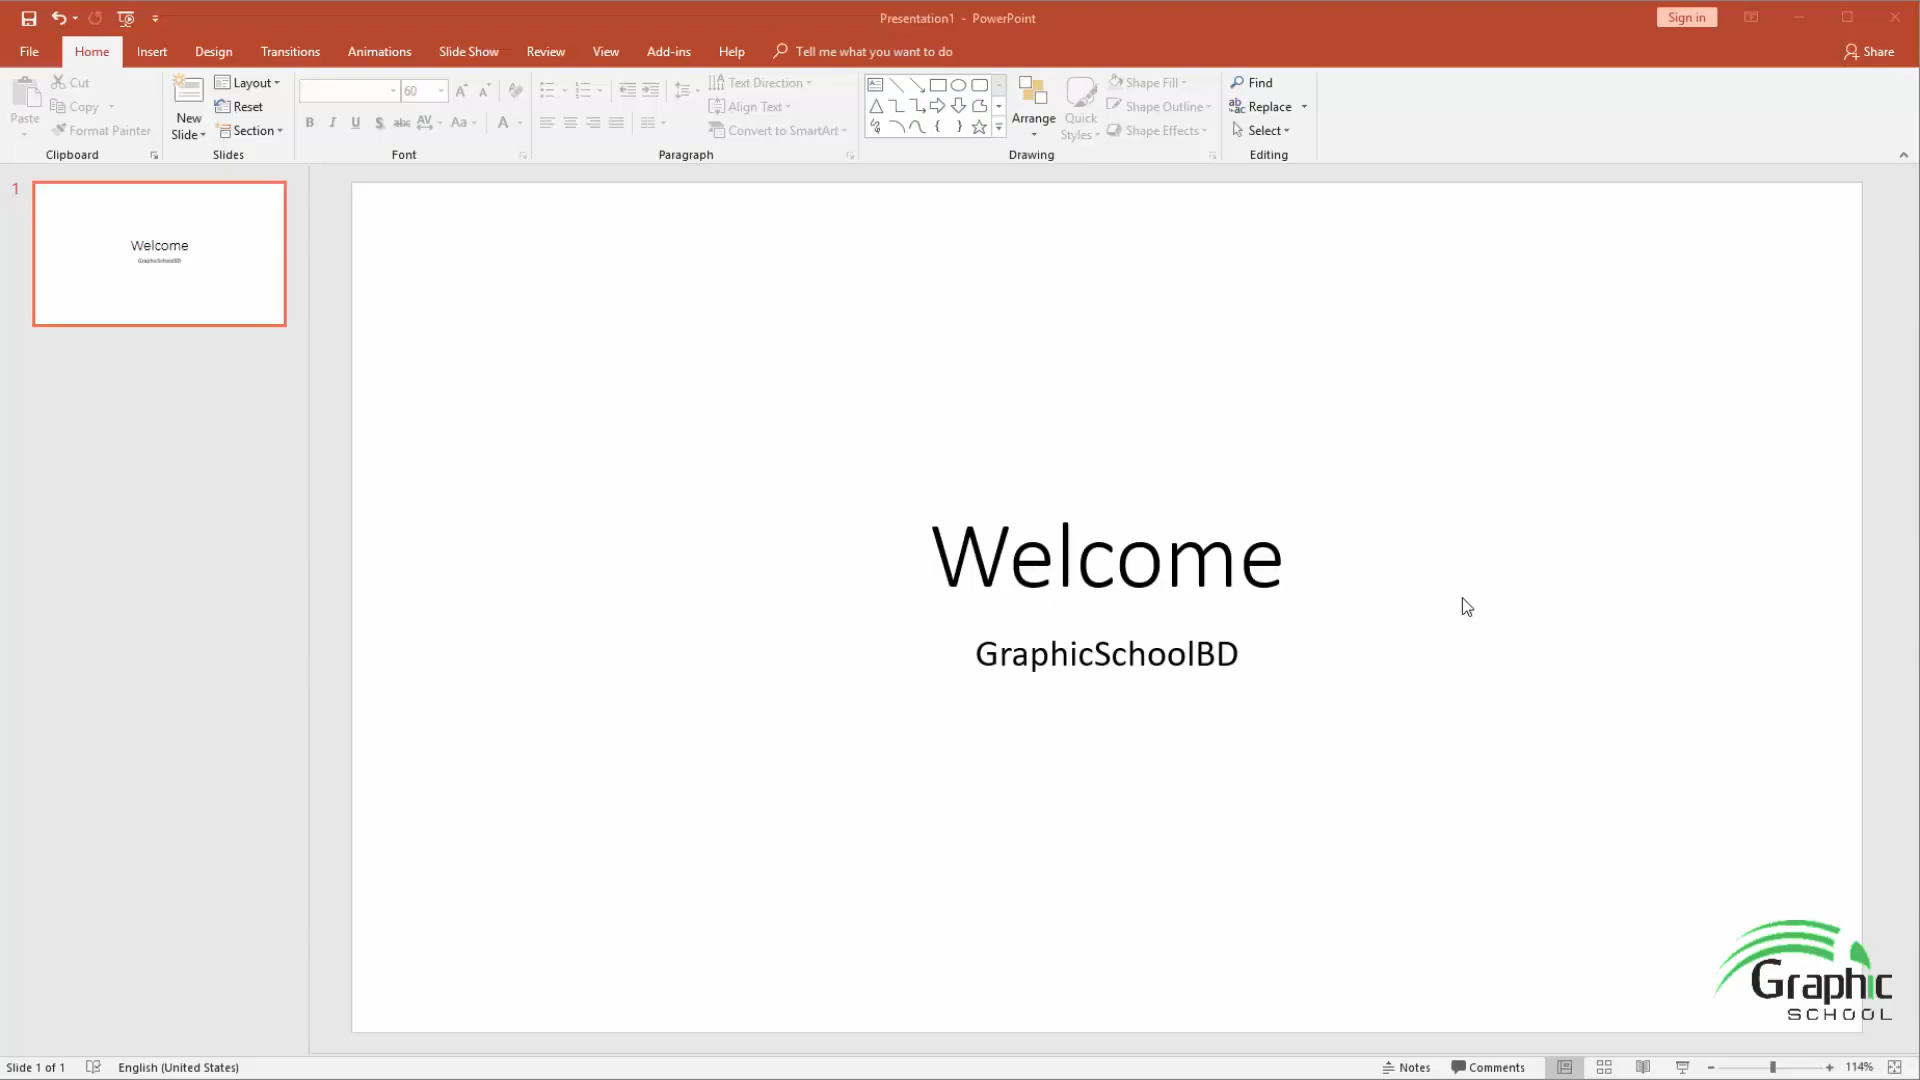 Presentation1 - PowerPoint
Sign in
File Home Insert Design Transitions Animations Slide Show Review View Add-ins Help Tell me what you want to do
Share
Paste
Cut
Copy
Format Painter
Clipboard
New Slide
Layout
Reset
Section
Slides
60
B I U S abc AV Aa A
Font
Text Direction
Align Text
Convert to SmartArt
Paragraph
Arrange
Quick Styles
Shape Fill
Shape Outline
Shape Effects
Drawing
Find
Replace
Select
Editing
1
Welcome
GraphicSchoolBD
Welcome
GraphicSchoolBD
Graphic
SCHOOL
Slide 1 of 1 English (United States) Notes Comments 114%